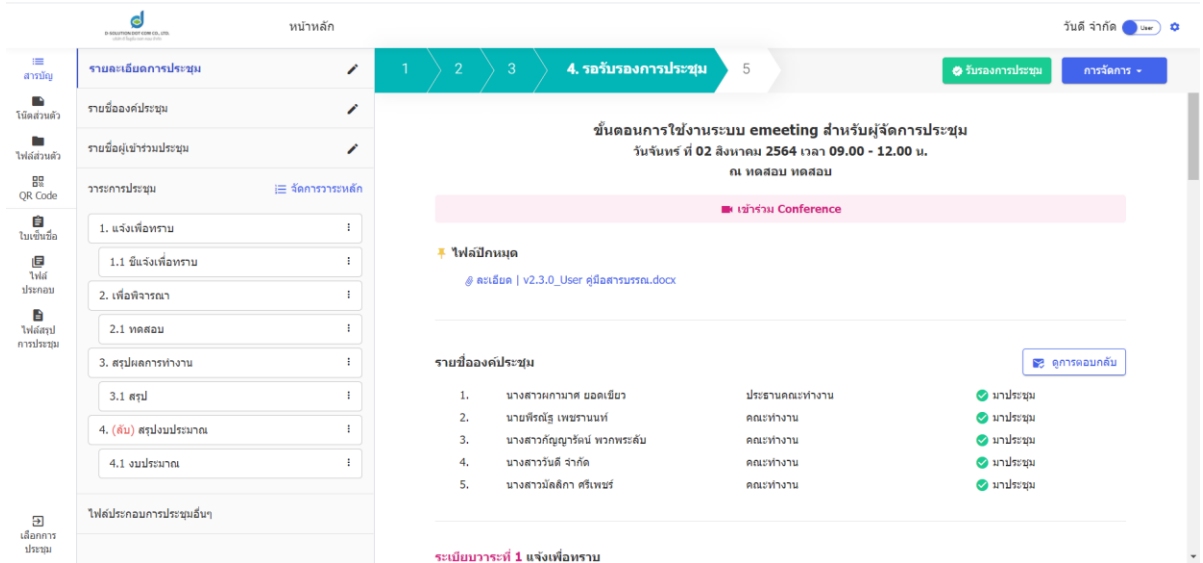 D-SOLUTION DOT COM CO., LTD.
หน้าหลัก
วันดี จำกัด
User
สารบัญ
โน้ตส่วนตัว
ไฟล์ส่วนตัว
QR Code
ใบเซ็นชื่อ
ไฟล์
ประกอบ
ไฟล์สรุป
การประชุม
เลือกการ
ประชุม
รายละเอียดการประชุม
รายชื่อองค์ประชุม
รายชื่อผู้เข้าร่วมประชุม
วาระการประชุม
จัดการวาระหลัก
1. แจ้งเพื่อทราบ
1.1 ชี้แจ้งเพื่อทราบ
2. เพื่อพิจารณา
2.1 ทดสอบ
3. สรุปผลการทำงาน
3.1 สรุป
4. (ลับ) สรุปงบประมาณ
4.1 งบประมาณ
ไฟล์ประกอบการประชุมอื่นๆ
1 2 3 4. รอรับรองการประชุม 5
รับรองการประชุม
การจัดการ
ขั้นตอนการใช้งานระบบ emeeting สำหรับผู้จัดการประชุม
วันจันทร์ ที่ 02 สิงหาคม 2564 เวลา 09.00 - 12.00 น.
ณ ทดสอบ ทดสอบ
เข้าร่วม Conference
ไฟล์ปักหมุด
ละเอียด | v2.3.0_User คู่มือสารบรรณ.docx
รายชื่อองค์ประชุม
ดูการตอบกลับ
1. นางสาวผกามาศ ยอดเขียว ประธานคณะทำงาน มาประชุม
2. นายพีรณัฐ เพชรานนท์ คณะทำงาน มาประชุม
3. นางสาวกัญญารัตน์ พวกพระลับ คณะทำงาน มาประชุม
4. นางสาววันดี จำกัด คณะทำงาน มาประชุม
5. นางสาวมัลลิกา ศรีเพชร์ คณะทำงาน มาประชุม
ระเบียบวาระที่ 1 แจ้งเพื่อทราบ